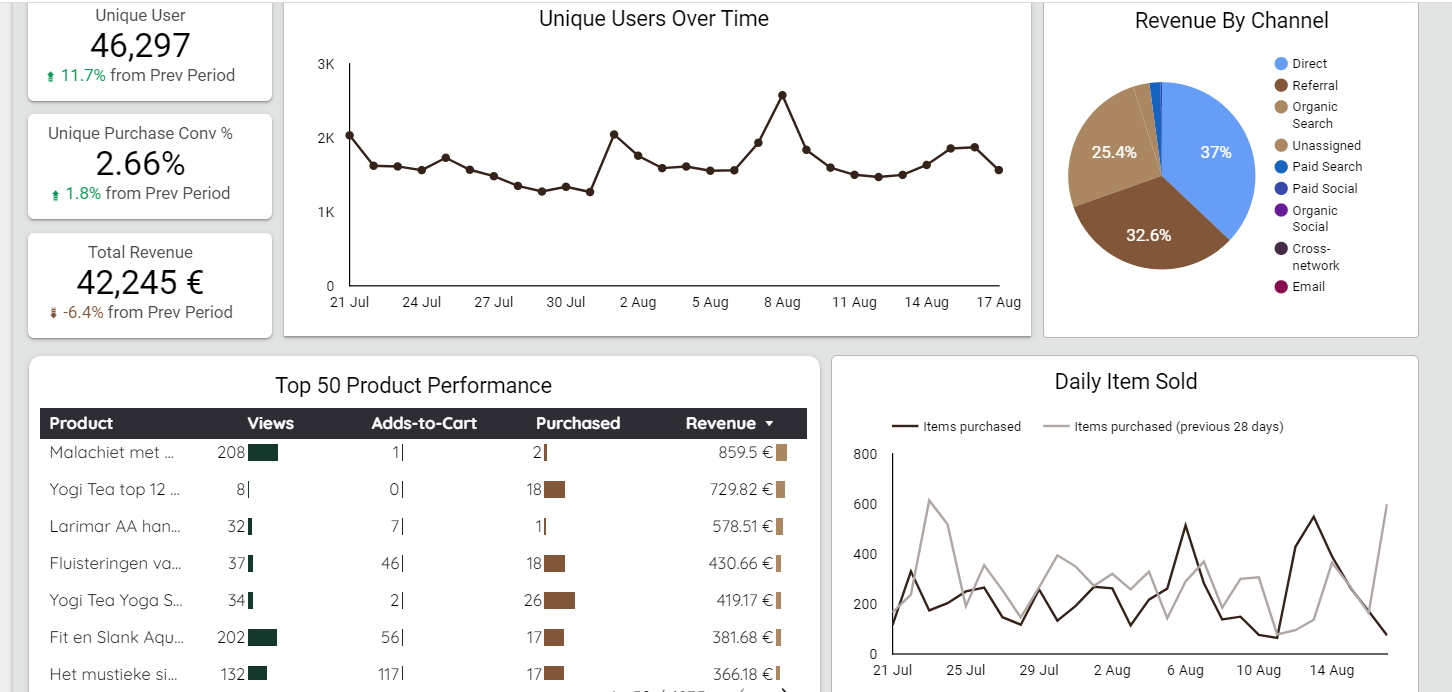 Unique User
46,297
11.7% from Prev Period
Unique Purchase Conv %
2.66%
1.8% from Prev Period
Total Revenue
42,245 €
-6.4% from Prev Period
Unique Users Over Time
3K
2K
1K
0
21 Jul 24 Jul 27 Jul 30 Jul 2 Aug 5 Aug 8 Aug 11 Aug 14 Aug 17 Aug
Revenue By Channel
37%
32.6%
25.4%
Direct
Referral
Organic
Search
Unassigned
Paid Search
Paid Social
Organic
Social
Cross-
network
Email
Top 50 Product Performance
Product Views Adds-to-Cart Purchased Revenue
Malachiet met ... 208 1 2 859.5 €
Yogi Tea top 12 ... 8 0 18 729.82 €
Larimar AA han... 32 7 1 578.51 €
Fluisteringen va... 37 46 18 430.66 €
Yogi Tea Yoga S... 34 2 26 419.17 €
Fit en Slank Aqu... 202 56 17 381.68 €
Het mustieke si... 132 117 17 366.18 €
Daily Item Sold
Items purchased Items purchased (previous 28 days)
800
600
400
200
0
21 Jul 25 Jul 29 Jul 2 Aug 6 Aug 10 Aug 14 Aug